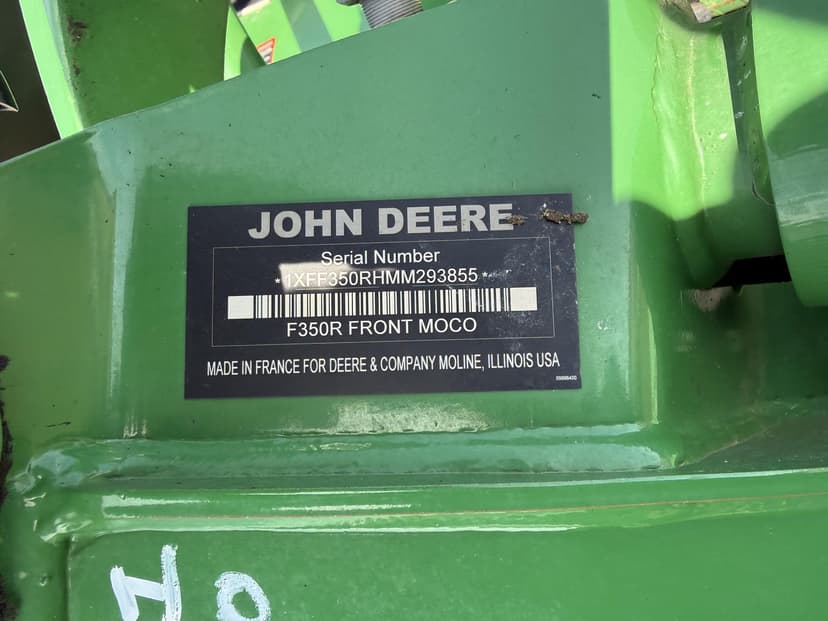 JOHN DEERE
Serial Number
*1XFF350RHMM293855*
F350R FRONT MOCO
MADE IN FRANCE FOR DEERE & COMPANY MOLINE, ILLINOIS USA